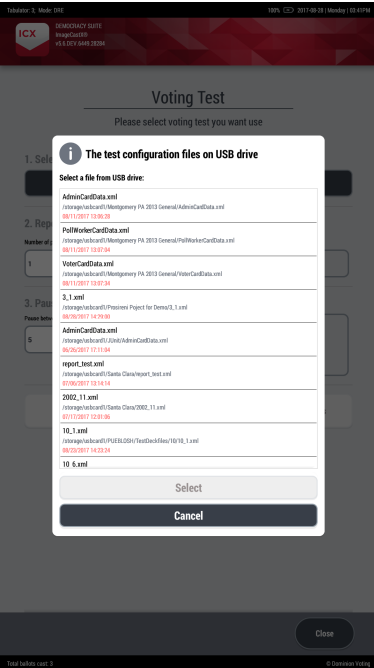 Tabulator: 3; Mode: DRE
100% 2017-08-28 | Monday | 03:41PM
ICX
DEMOCRACY SUITE
ImageCastX®
v5.5.DEV.6449.28284
Voting Test
Please select voting test you want use
1. Sele
2. Rep
Number of p
1
3. Pau
Pause betw
5
The test configuration files on USB drive
Select a file from USB drive:
AdminCardData.xml
/storage/usbcard1/Montgomery PA 2013 General/AdminCardData.xml
08/11/2017 13:06:28
PollWorkerCardData.xml
/storage/usbcard1/Montgomery PA 2013 General/PollWorkerCardData.xml
08/11/2017 13:07:04
VoterCardData.xml
/storage/usbcard1/Montgomery PA 2013 General/VoterCardData.xml
08/11/2017 13:07:34
3_1.xml
/storage/usbcard1/Prosireni Poject for Demo/3_1.xml
08/28/2017 14:29:00
AdminCardData.xml
/storage/usbcard1/JUnit/AdminCardData.xml
06/26/2017 17:11:04
report_test.xml
/storage/usbcard1/Santa Clara/report_test.xml
07/06/2017 13:14:14
2002_11.xml
/storage/usbcard1/Santa Clara/2002_11.xml
07/17/2017 12:01:06
10_1.xml
/storage/usbcard1/PUEBLOSH/TestDeckfiles/10/10_1.xml
08/23/2017 14:23:24
10_6.xml
Select
Cancel
Close
Total ballots cast: 3
© Dominion Voting